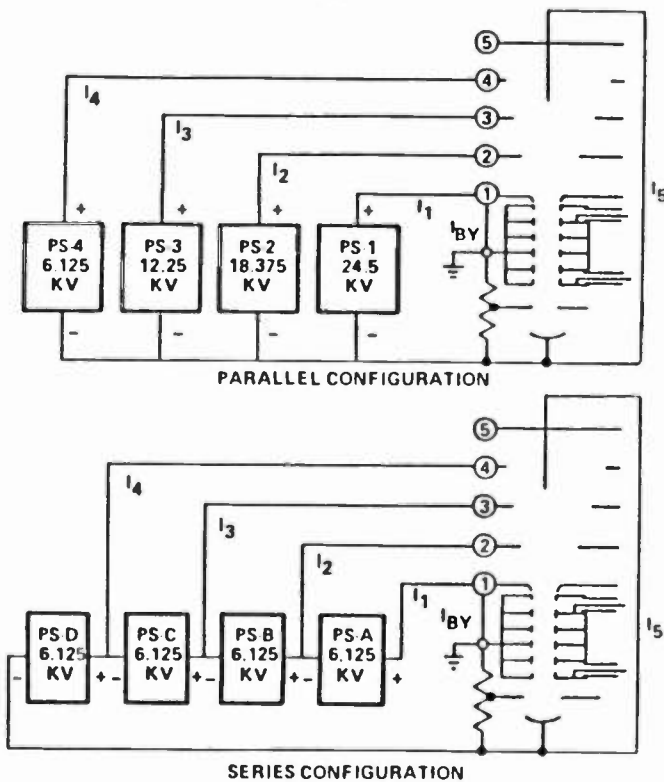 5
I4
4
I3
3
I2
2
I1
1
I5
IBY
+ + + +
PS-4 6.125 KV
PS-3 12.25 KV
PS-2 18.375 KV
PS-1 24.5 KV
- - - -
PARALLEL CONFIGURATION
5
I4
4
I3
3
I2
2
I1
1
I5
IBY
PS-D 6.125 KV
PS-C 6.125 KV
PS-B 6.125 KV
PS-A 6.125 KV
- + - + - + - +
SERIES CONFIGURATION